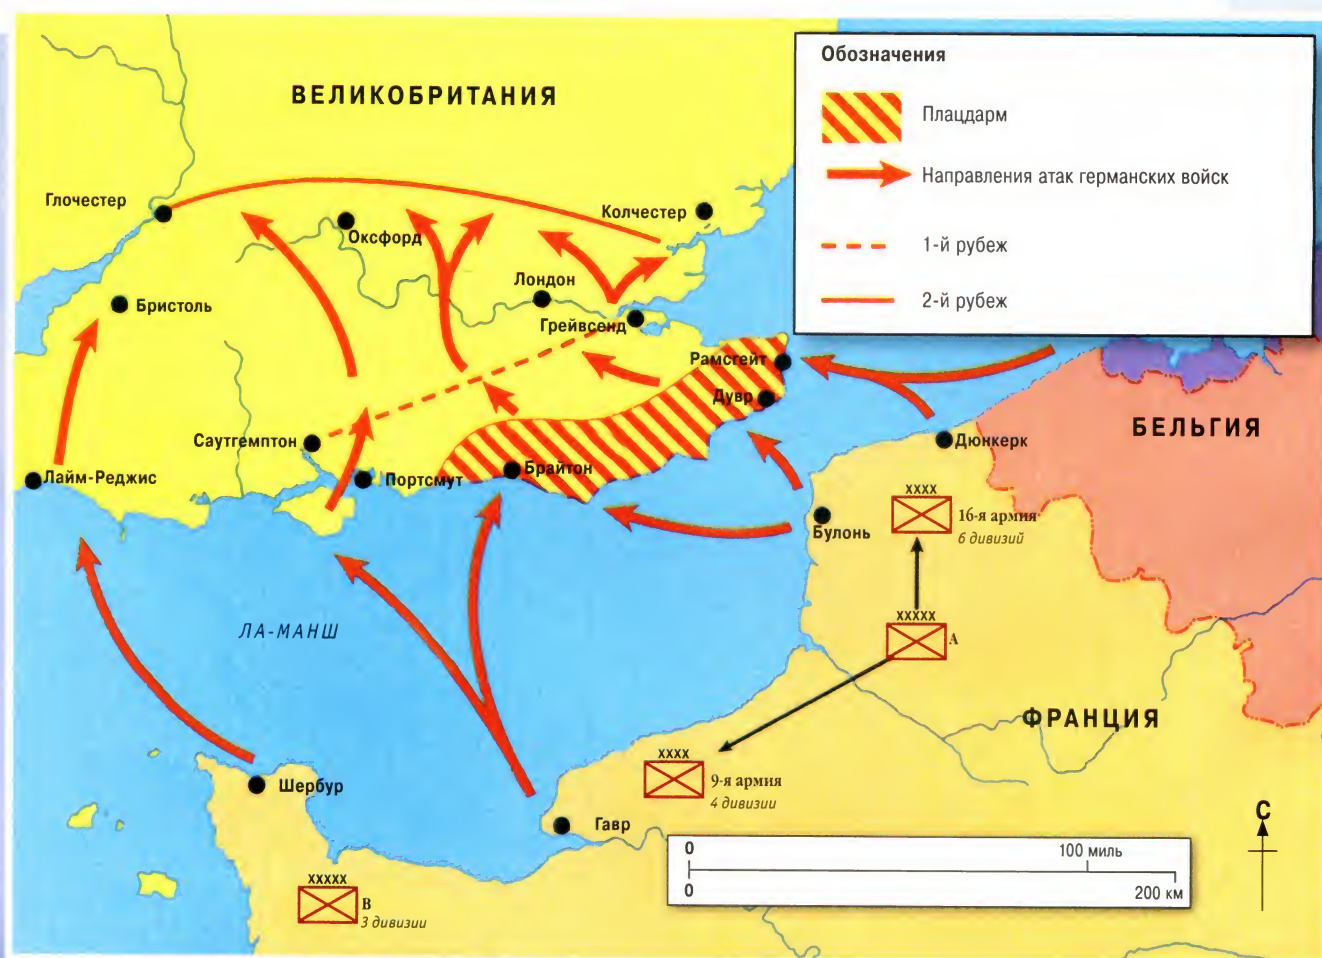 Обозначения
Плацдарм
Направления атак германских войск
1-й рубеж
2-й рубеж
ВЕЛИКОБРИТАНИЯ
Глочестер
Оксфорд
Колчестер
Бристоль
Лондон
Грейвсенд
Рамсгейт
Дувр
Саутгемптон
Лайм-Реджис
Портсмут
Брайтон
Дюнкерк
БЕЛЬГИЯ
XXXX
16-я армия
6 дивизий
Булонь
XXXXX
А
ЛА-МАНШ
ФРАНЦИЯ
XXXX
9-я армия
4 дивизии
Шербур
Гавр
XXXXX
В
3 дивизии
0
100 миль
0
200 км
С